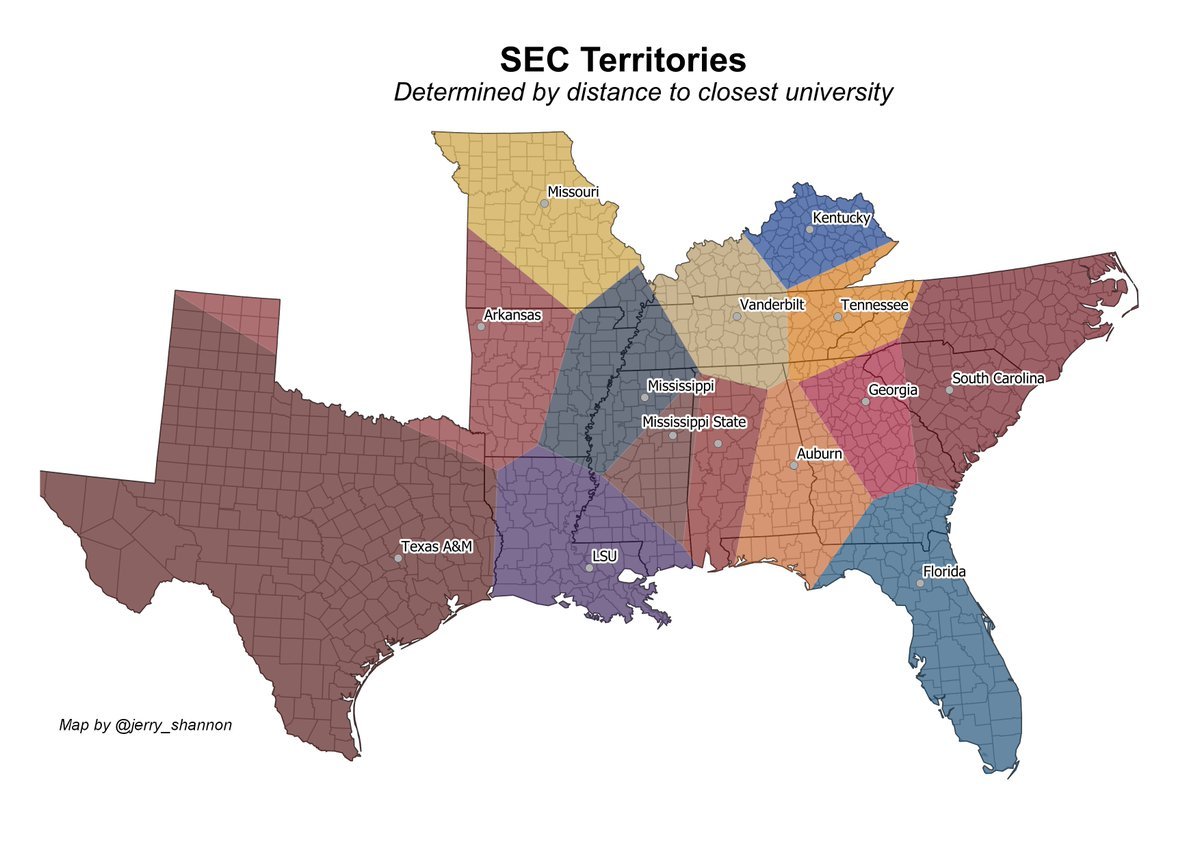 SEC Territories
Determined by distance to closest university
Missouri
Kentucky
Arkansas
Vanderbilt
Tennessee
Mississippi
Georgia
South Carolina
Mississippi State
Auburn
Texas A&M
LSU
Florida
Map by @jerry_shannon